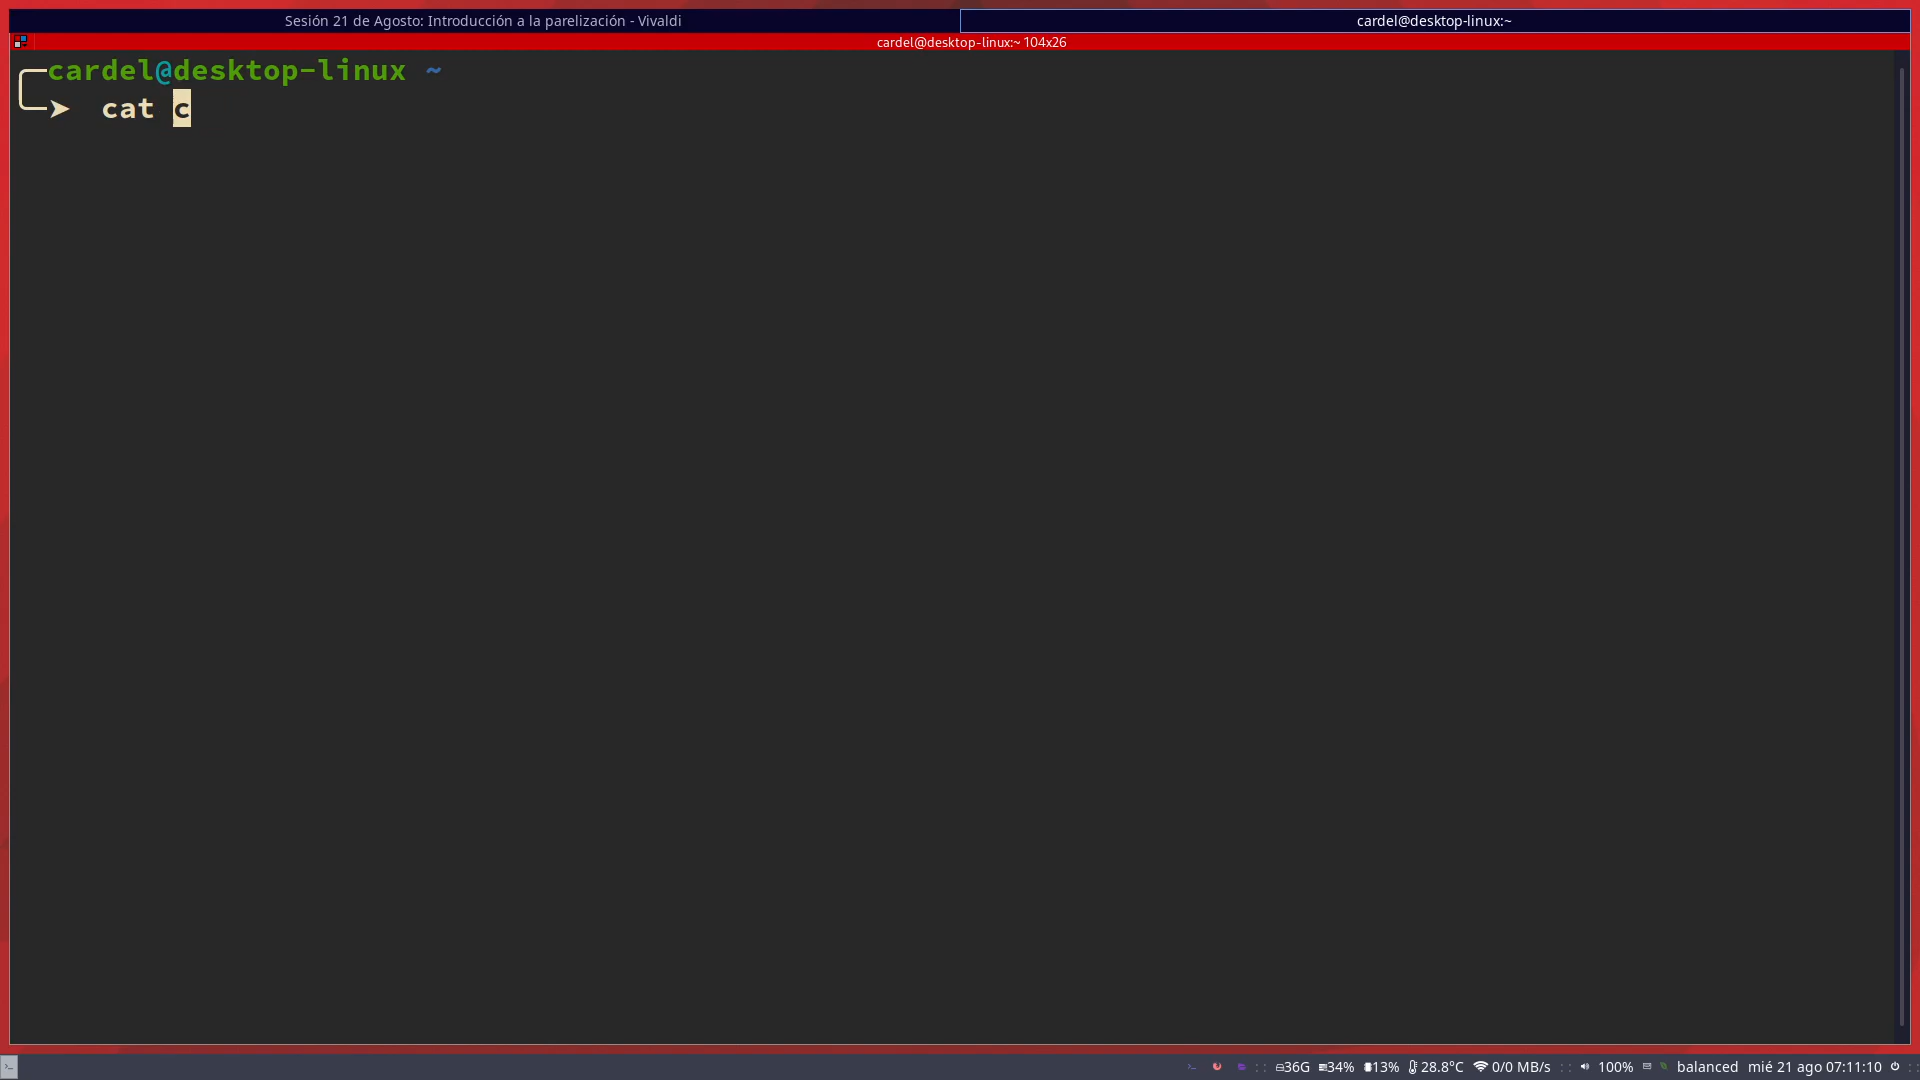 Sesión 21 de Agosto: Introducción a la parelización - Vivaldi
cardel@desktop-linux:~
cardel@desktop-linux:~ 104x26
cardel@desktop-linux ~
➤ cat c
36G 34% 13% 28.8°C 0/0 MB/s 100% balanced mié 21 ago 07:11:10